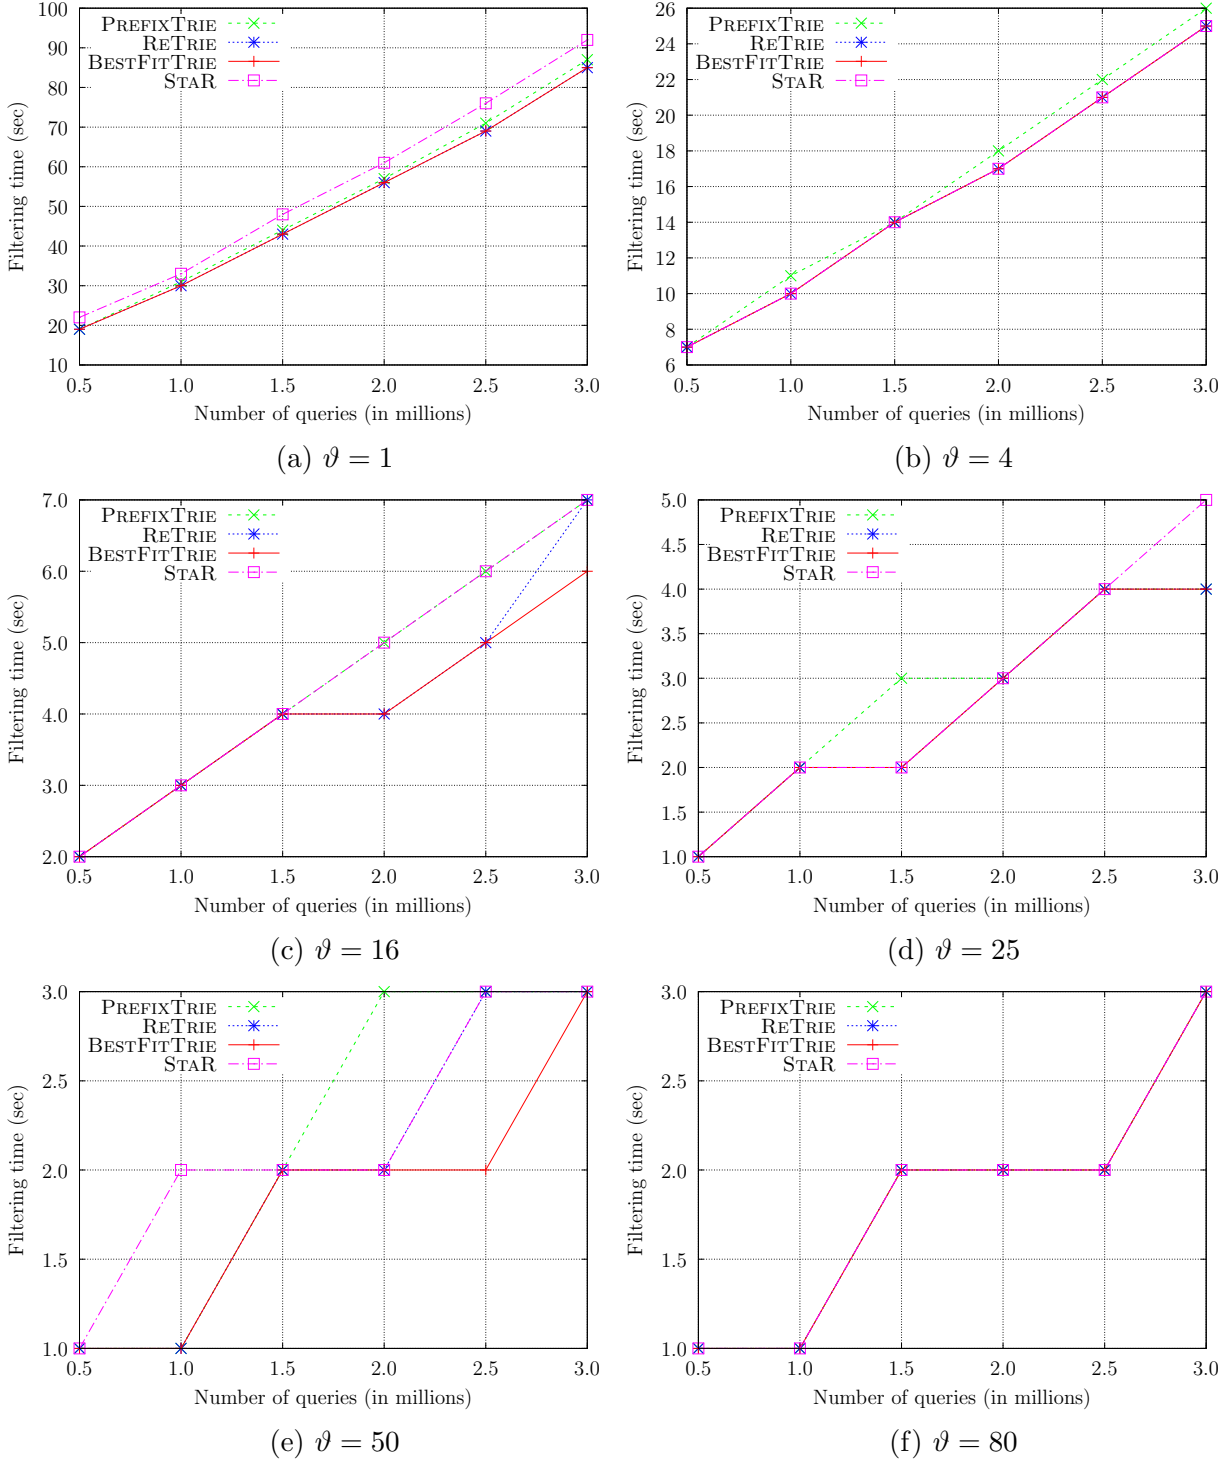 100
90
80
70
60
50
40
30
20
10
0.5 1.0 1.5 2.0 2.5 3.0
Filtering time (sec)
Number of queries (in millions)
PREFIXTRIE
RETRIE
BESTFITTRIE
STAR
(a) ϑ = 1
26
24
22
20
18
16
14
12
10
8
6
0.5 1.0 1.5 2.0 2.5 3.0
Filtering time (sec)
Number of queries (in millions)
PREFIXTRIE
RETRIE
BESTFITTRIE
STAR
(b) ϑ = 4
7.0
6.0
5.0
4.0
3.0
2.0
0.5 1.0 1.5 2.0 2.5 3.0
Filtering time (sec)
Number of queries (in millions)
PREFIXTRIE
RETRIE
BESTFITTRIE
STAR
(c) ϑ = 16
5.0
4.5
4.0
3.5
3.0
2.5
2.0
1.5
1.0
0.5 1.0 1.5 2.0 2.5 3.0
Filtering time (sec)
Number of queries (in millions)
PREFIXTRIE
RETRIE
BESTFITTRIE
STAR
(d) ϑ = 25
3.0
2.5
2.0
1.5
1.0
0.5 1.0 1.5 2.0 2.5 3.0
Filtering time (sec)
Number of queries (in millions)
PREFIXTRIE
RETRIE
BESTFITTRIE
STAR
(e) ϑ = 50
3.0
2.5
2.0
1.5
1.0
0.5 1.0 1.5 2.0 2.5 3.0
Filtering time (sec)
Number of queries (in millions)
PREFIXTRIE
RETRIE
BESTFITTRIE
STAR
(f) ϑ = 80